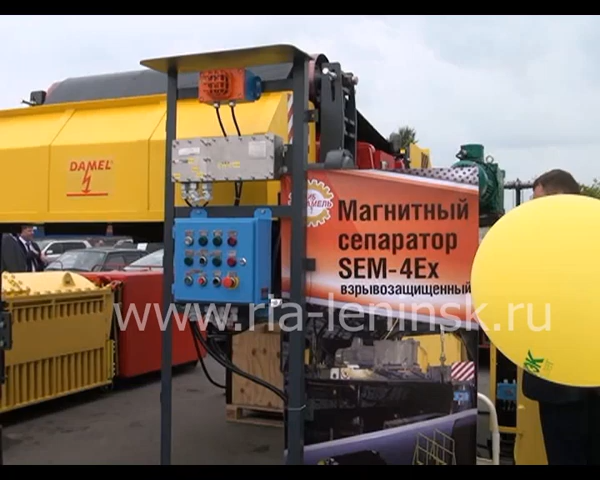 DAMEL
Магнитный
сепаратор
SEM-4Ex
взрывозащищенный
www.ria-leninsk.ru